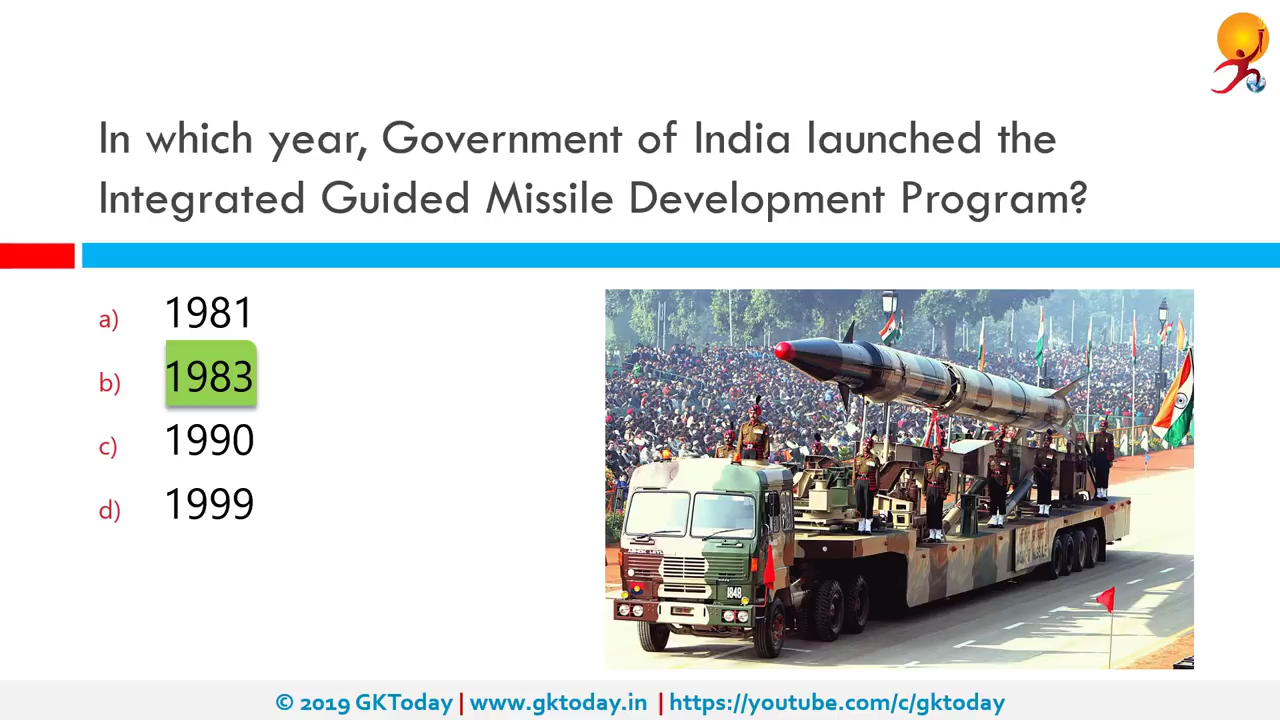 In which year, Government of India launched the
Integrated Guided Missile Development Program?
a) 1981
b) 1983
c) 1990
d) 1999
1848
© 2019 GKToday | www.gktoday.in | https://youtube.com/c/gktoday